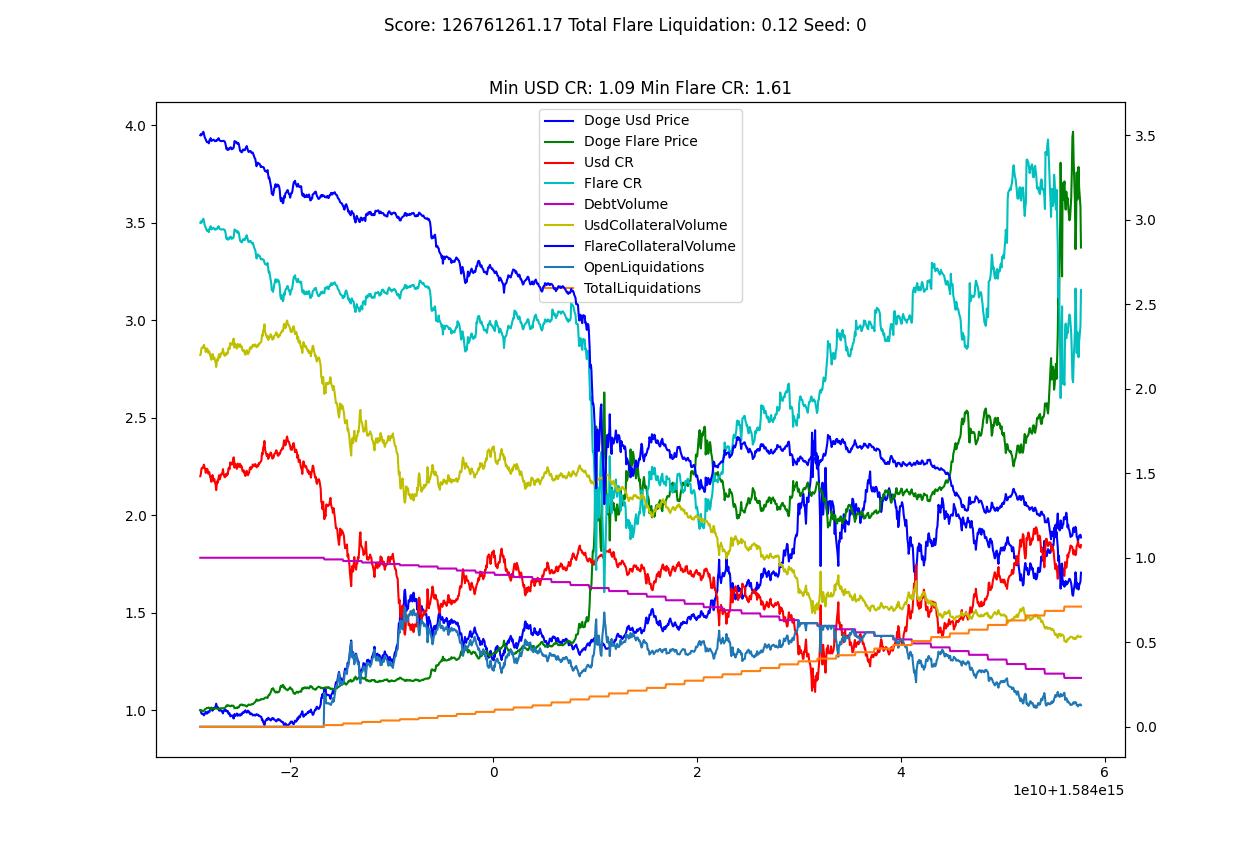 Score: 126761261.17 Total Flare Liquidation: 0.12 Seed: 0
Min USD CR: 1.09 Min Flare CR: 1.61
Doge Usd Price
Doge Flare Price
Usd CR
Flare CR
DebtVolume
UsdCollateralVolume
FlareCollateralVolume
OpenLiquidations
TotalLiquidations
4.0
3.5
3.0
2.5
2.0
1.5
1.0
3.5
3.0
2.5
2.0
1.5
1.0
0.5
0.0
−2 0 2 4 6
1e10+1.584e15